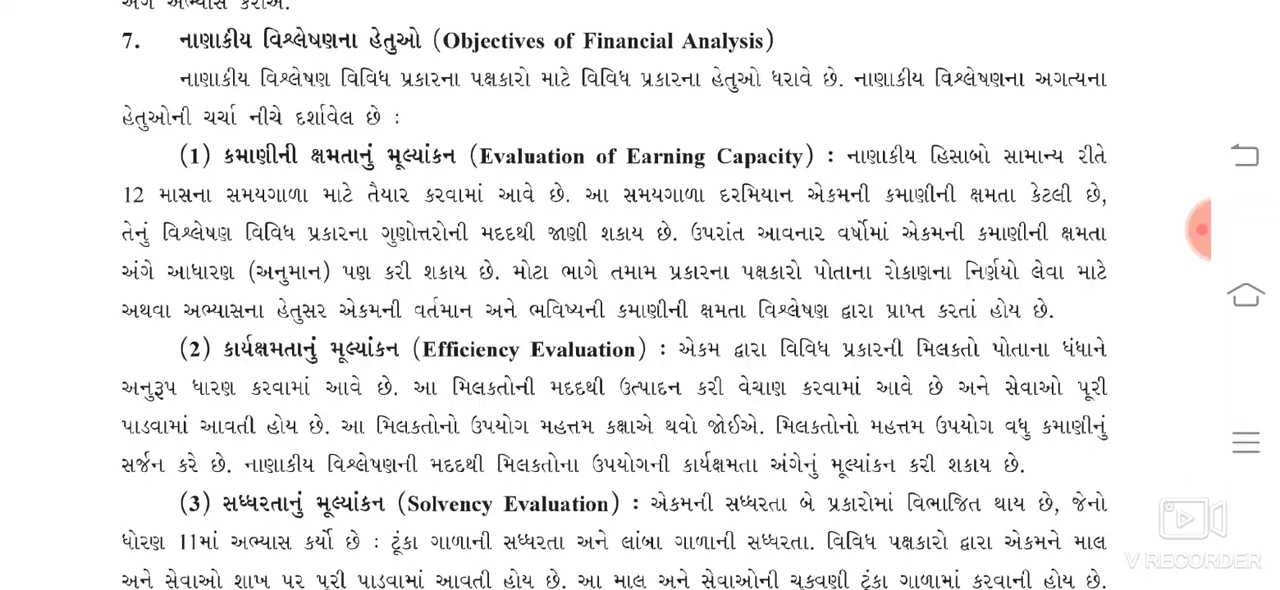 અંગે અભ્યાસ કરીએ.
7. નાણાકીય વિશ્લેષણના હેતુઓ (Objectives of Financial Analysis)
નાણાકીય વિશ્લેષણ વિવિધ પ્રકારના પક્ષકારો માટે વિવિધ પ્રકારના હેતુઓ ધરાવે છે. નાણાકીય વિશ્લેષણના અગત્યના
હેતુઓની ચર્ચા નીચે દર્શાવેલ છે :
(1) કમાણીની ક્ષમતાનું મૂલ્યાંકન (Evaluation of Earning Capacity) : નાણાકીય હિસાબો સામાન્ય રીતે
12 માસના સમયગાળા માટે તૈયાર કરવામાં આવે છે. આ સમયગાળા દરમિયાન એકમની કમાણીની ક્ષમતા કેટલી છે,
તેનું વિશ્લેષણ વિવિધ પ્રકારના ગુણોત્તરોની મદદથી જાણી શકાય છે. ઉપરાંત આવનાર વર્ષોમાં એકમની કમાણીની ક્ષમતા
અંગે આધારણ (અનુમાન) પણ કરી શકાય છે. મોટા ભાગે તમામ પ્રકારના પક્ષકારો પોતાના રોકાણના નિર્ણયો લેવા માટે
અથવા અભ્યાસના હેતુસર એકમની વર્તમાન અને ભવિષ્યની કમાણીની ક્ષમતા વિશ્લેષણ દ્વારા પ્રાપ્ત કરતાં હોય છે.
(2) કાર્યક્ષમતાનું મૂલ્યાંકન (Efficiency Evaluation) : એકમ દ્વારા વિવિધ પ્રકારની મિલકતો પોતાના ધંધાને
અનુરૂપ ધારણ કરવામાં આવે છે. આ મિલકતોની મદદથી ઉત્પાદન કરી વેચાણ કરવામાં આવે છે અને સેવાઓ પૂરી
પાડવામાં આવતી હોય છે. આ મિલકતોનો ઉપયોગ મહત્તમ કક્ષાએ થવો જોઈએ. મિલકતોનો મહત્તમ ઉપયોગ વધુ કમાણીનું
સર્જન કરે છે. નાણાકીય વિશ્લેષણની મદદથી મિલકતોના ઉપયોગની કાર્યક્ષમતા અંગેનું મૂલ્યાંકન કરી શકાય છે.
(3) સધ્ધરતાનું મૂલ્યાંકન (Solvency Evaluation) : એકમની સધ્ધરતા બે પ્રકારોમાં વિભાજિત થાય છે, જેનો
ધોરણ 11માં અભ્યાસ કર્યો છે : ટૂંકા ગાળાની સધ્ધરતા અને લાંબા ગાળાની સધ્ધરતા. વિવિધ પક્ષકારો દ્વારા એકમને માલ
અને સેવાઓ શાખ પર પૂરી પાડવામાં આવતી હોય છે. આ માલ અને સેવાઓની ચૂકવણી ટૂંકા ગાળામાં કરવાની હોય છે.
V RECORDER